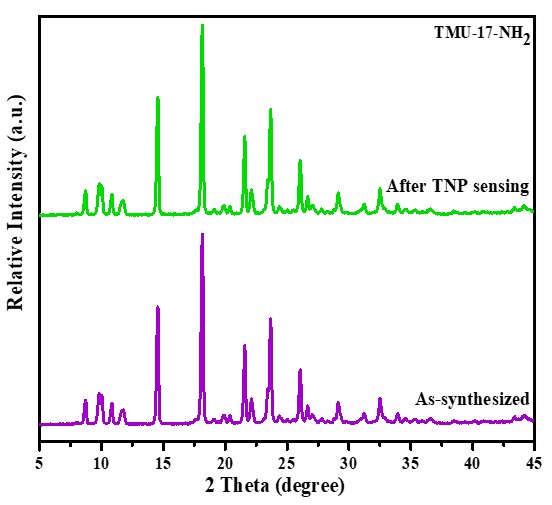 TMU-17-NH2
After TNP sensing
As-synthesized
Relative Intensity (a.u.)
5 10 15 20 25 30 35 40 45
2 Theta (degree)